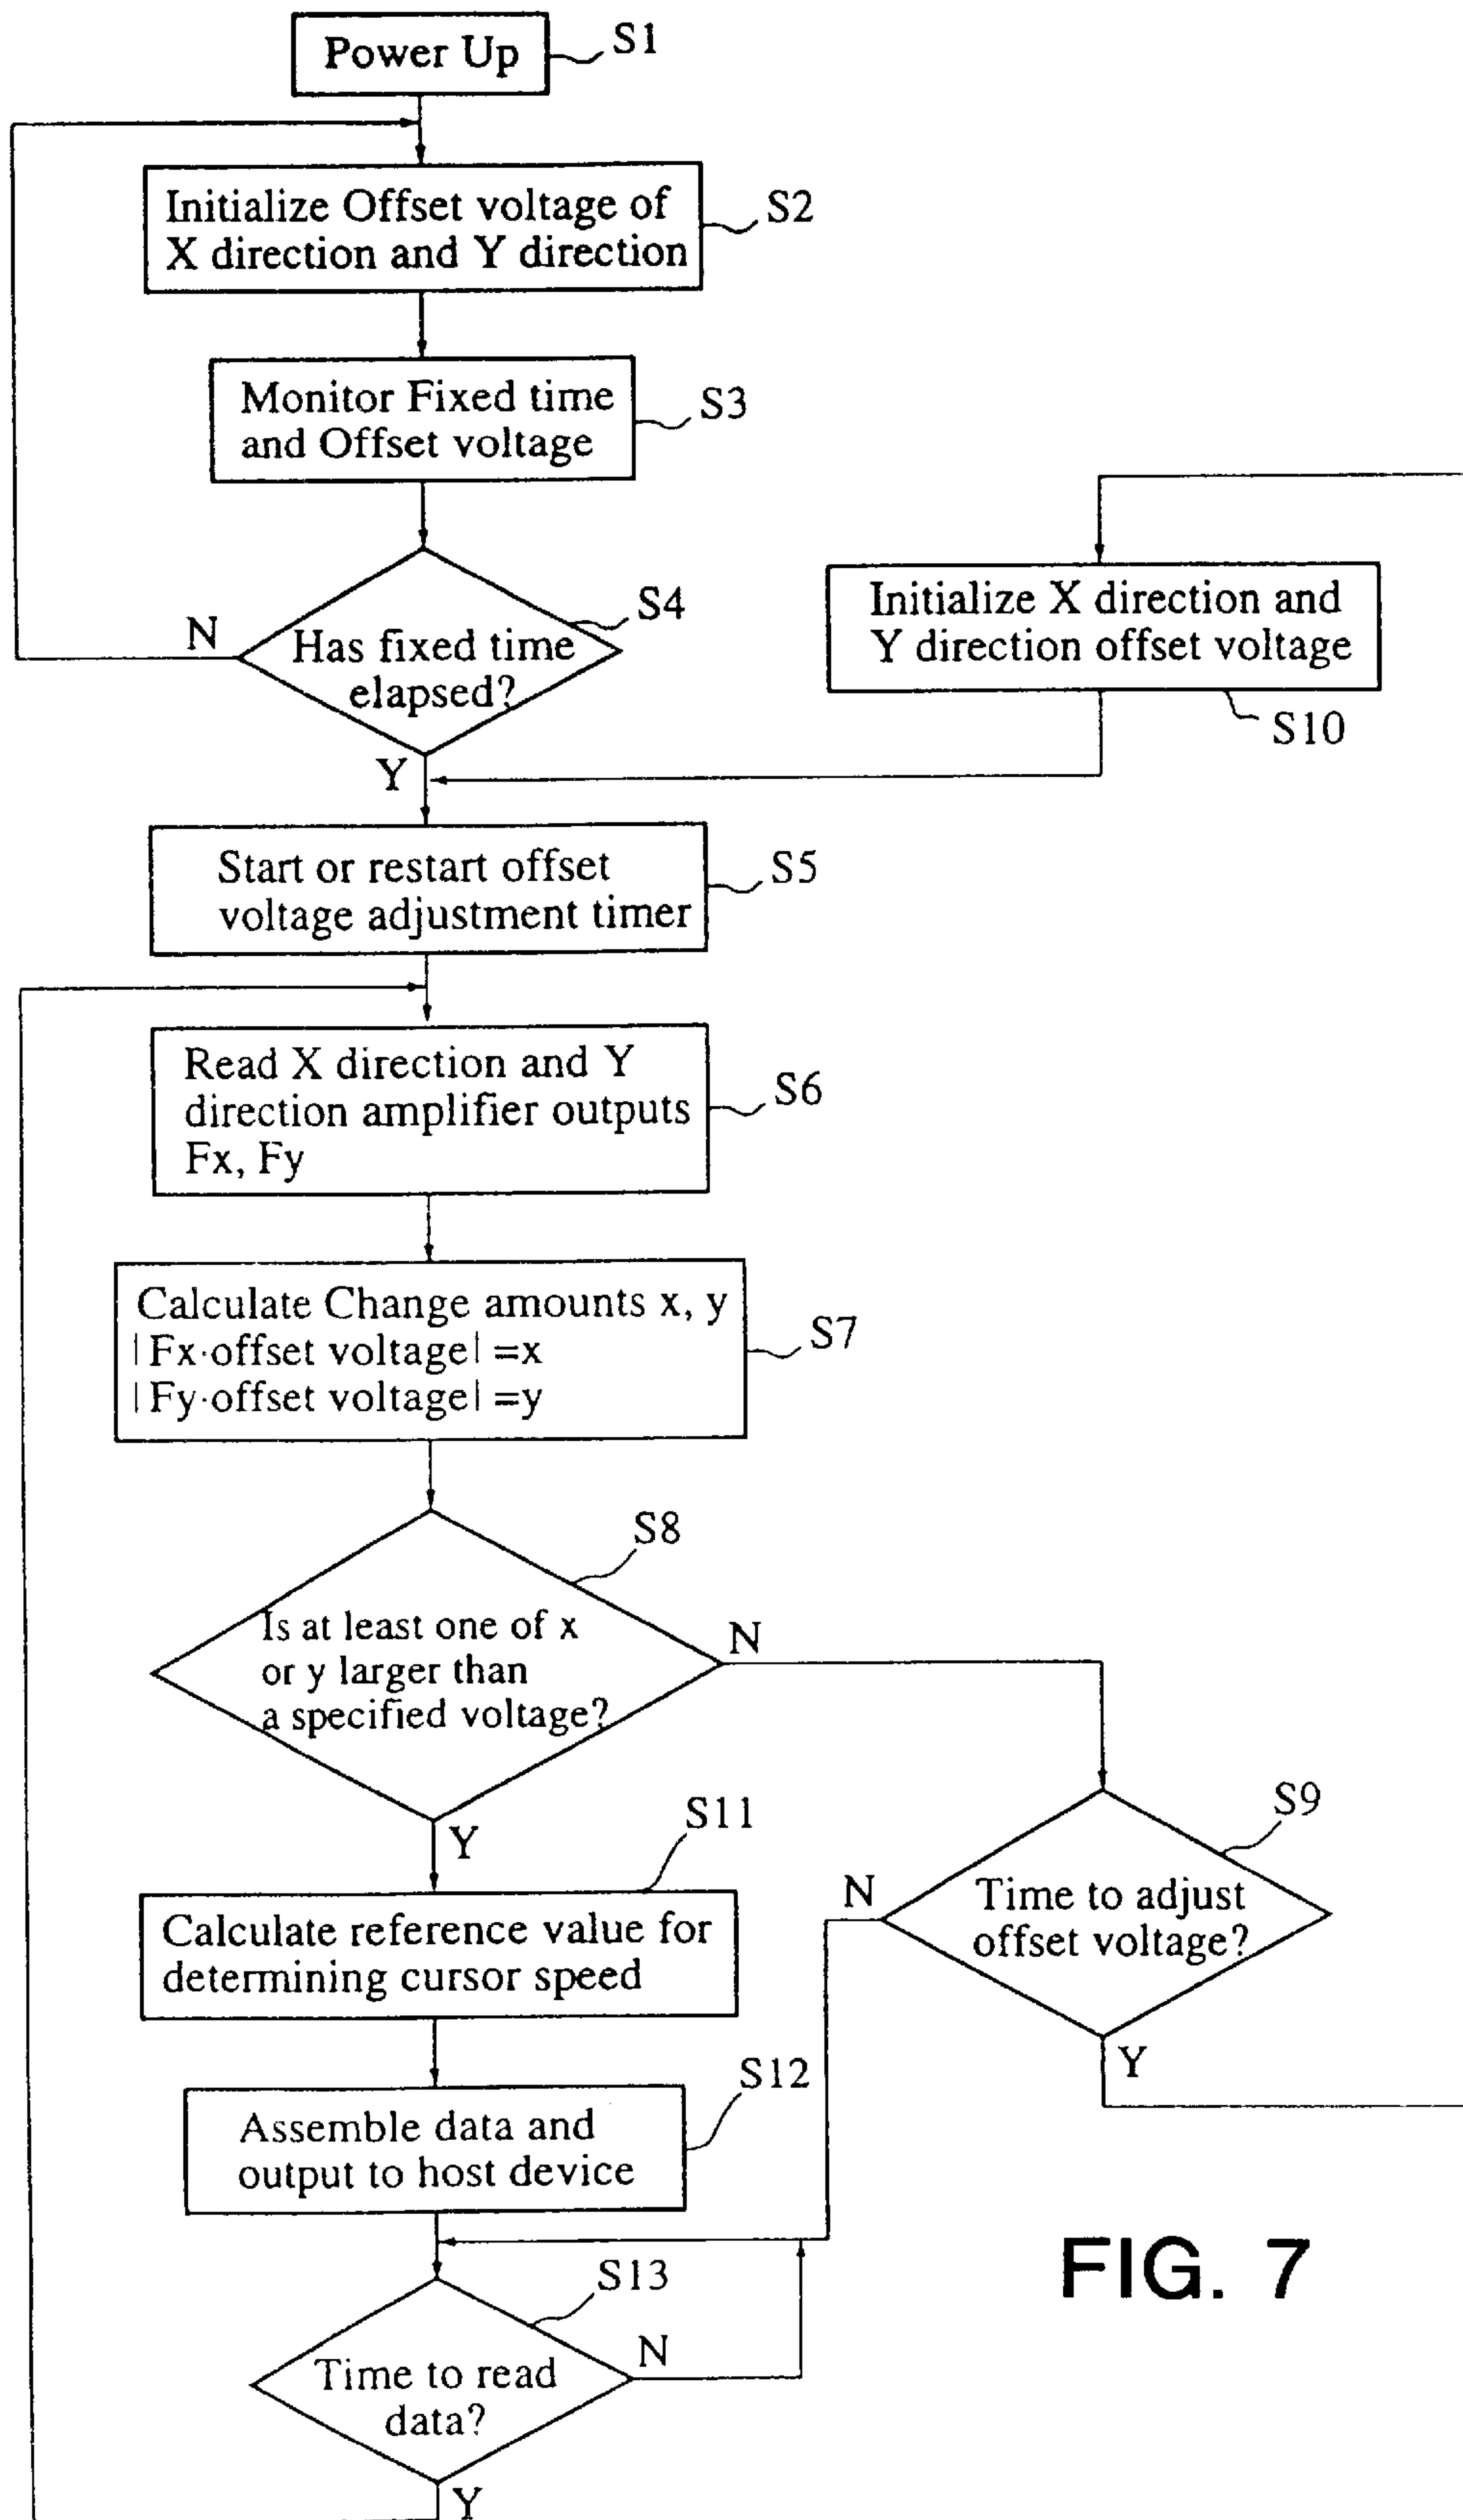 Power Up
S1
Initialize Offset voltage of
X direction and Y direction
S2
Monitor Fixed time
and Offset voltage
S3
Has fixed time
elapsed?
S4
N
Y
Initialize X direction and
Y direction offset voltage
S10
Start or restart offset
voltage adjustment timer
S5
Read X direction and Y
direction amplifier outputs
Fx, Fy
S6
Calculate Change amounts x, y
|Fx·offset voltage| =x
|Fy·offset voltage| =y
S7
S8
Is at least one of x
or y larger than
a specified voltage?
N
Y
S9
Time to adjust
offset voltage?
N
Y
S11
Calculate reference value for
determining cursor speed
S12
Assemble data and
output to host device
S13
Time to read
data?
N
Y
FIG. 7